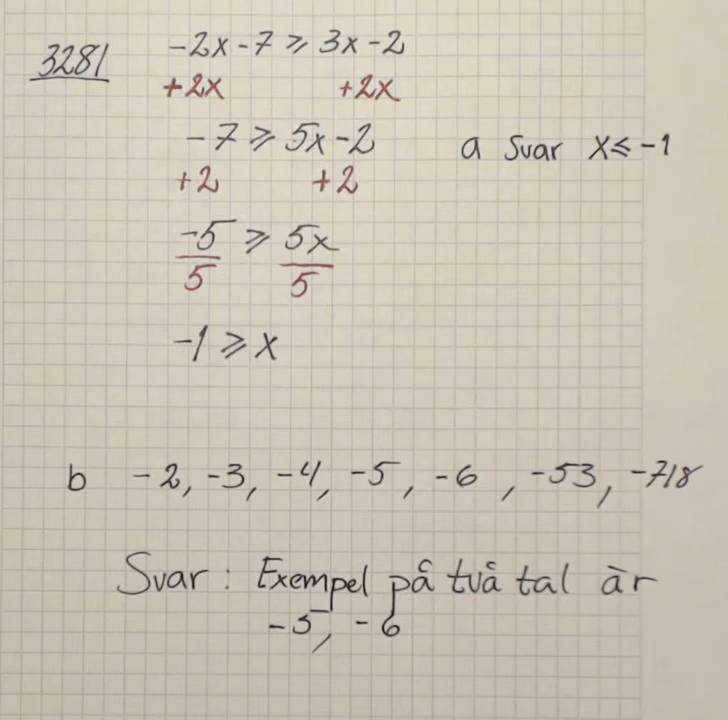 3281 -2x-7 ≥ 3x-2
+2x +2x
-7 ≥ 5x-2 a Svar x≤-1
+2 +2
-5 ≥ 5x
5 5
-1 ≥ x
b -2, -3, -4, -5, -6, -53, -718
Svar: Exempel på två tal är
-5, -6